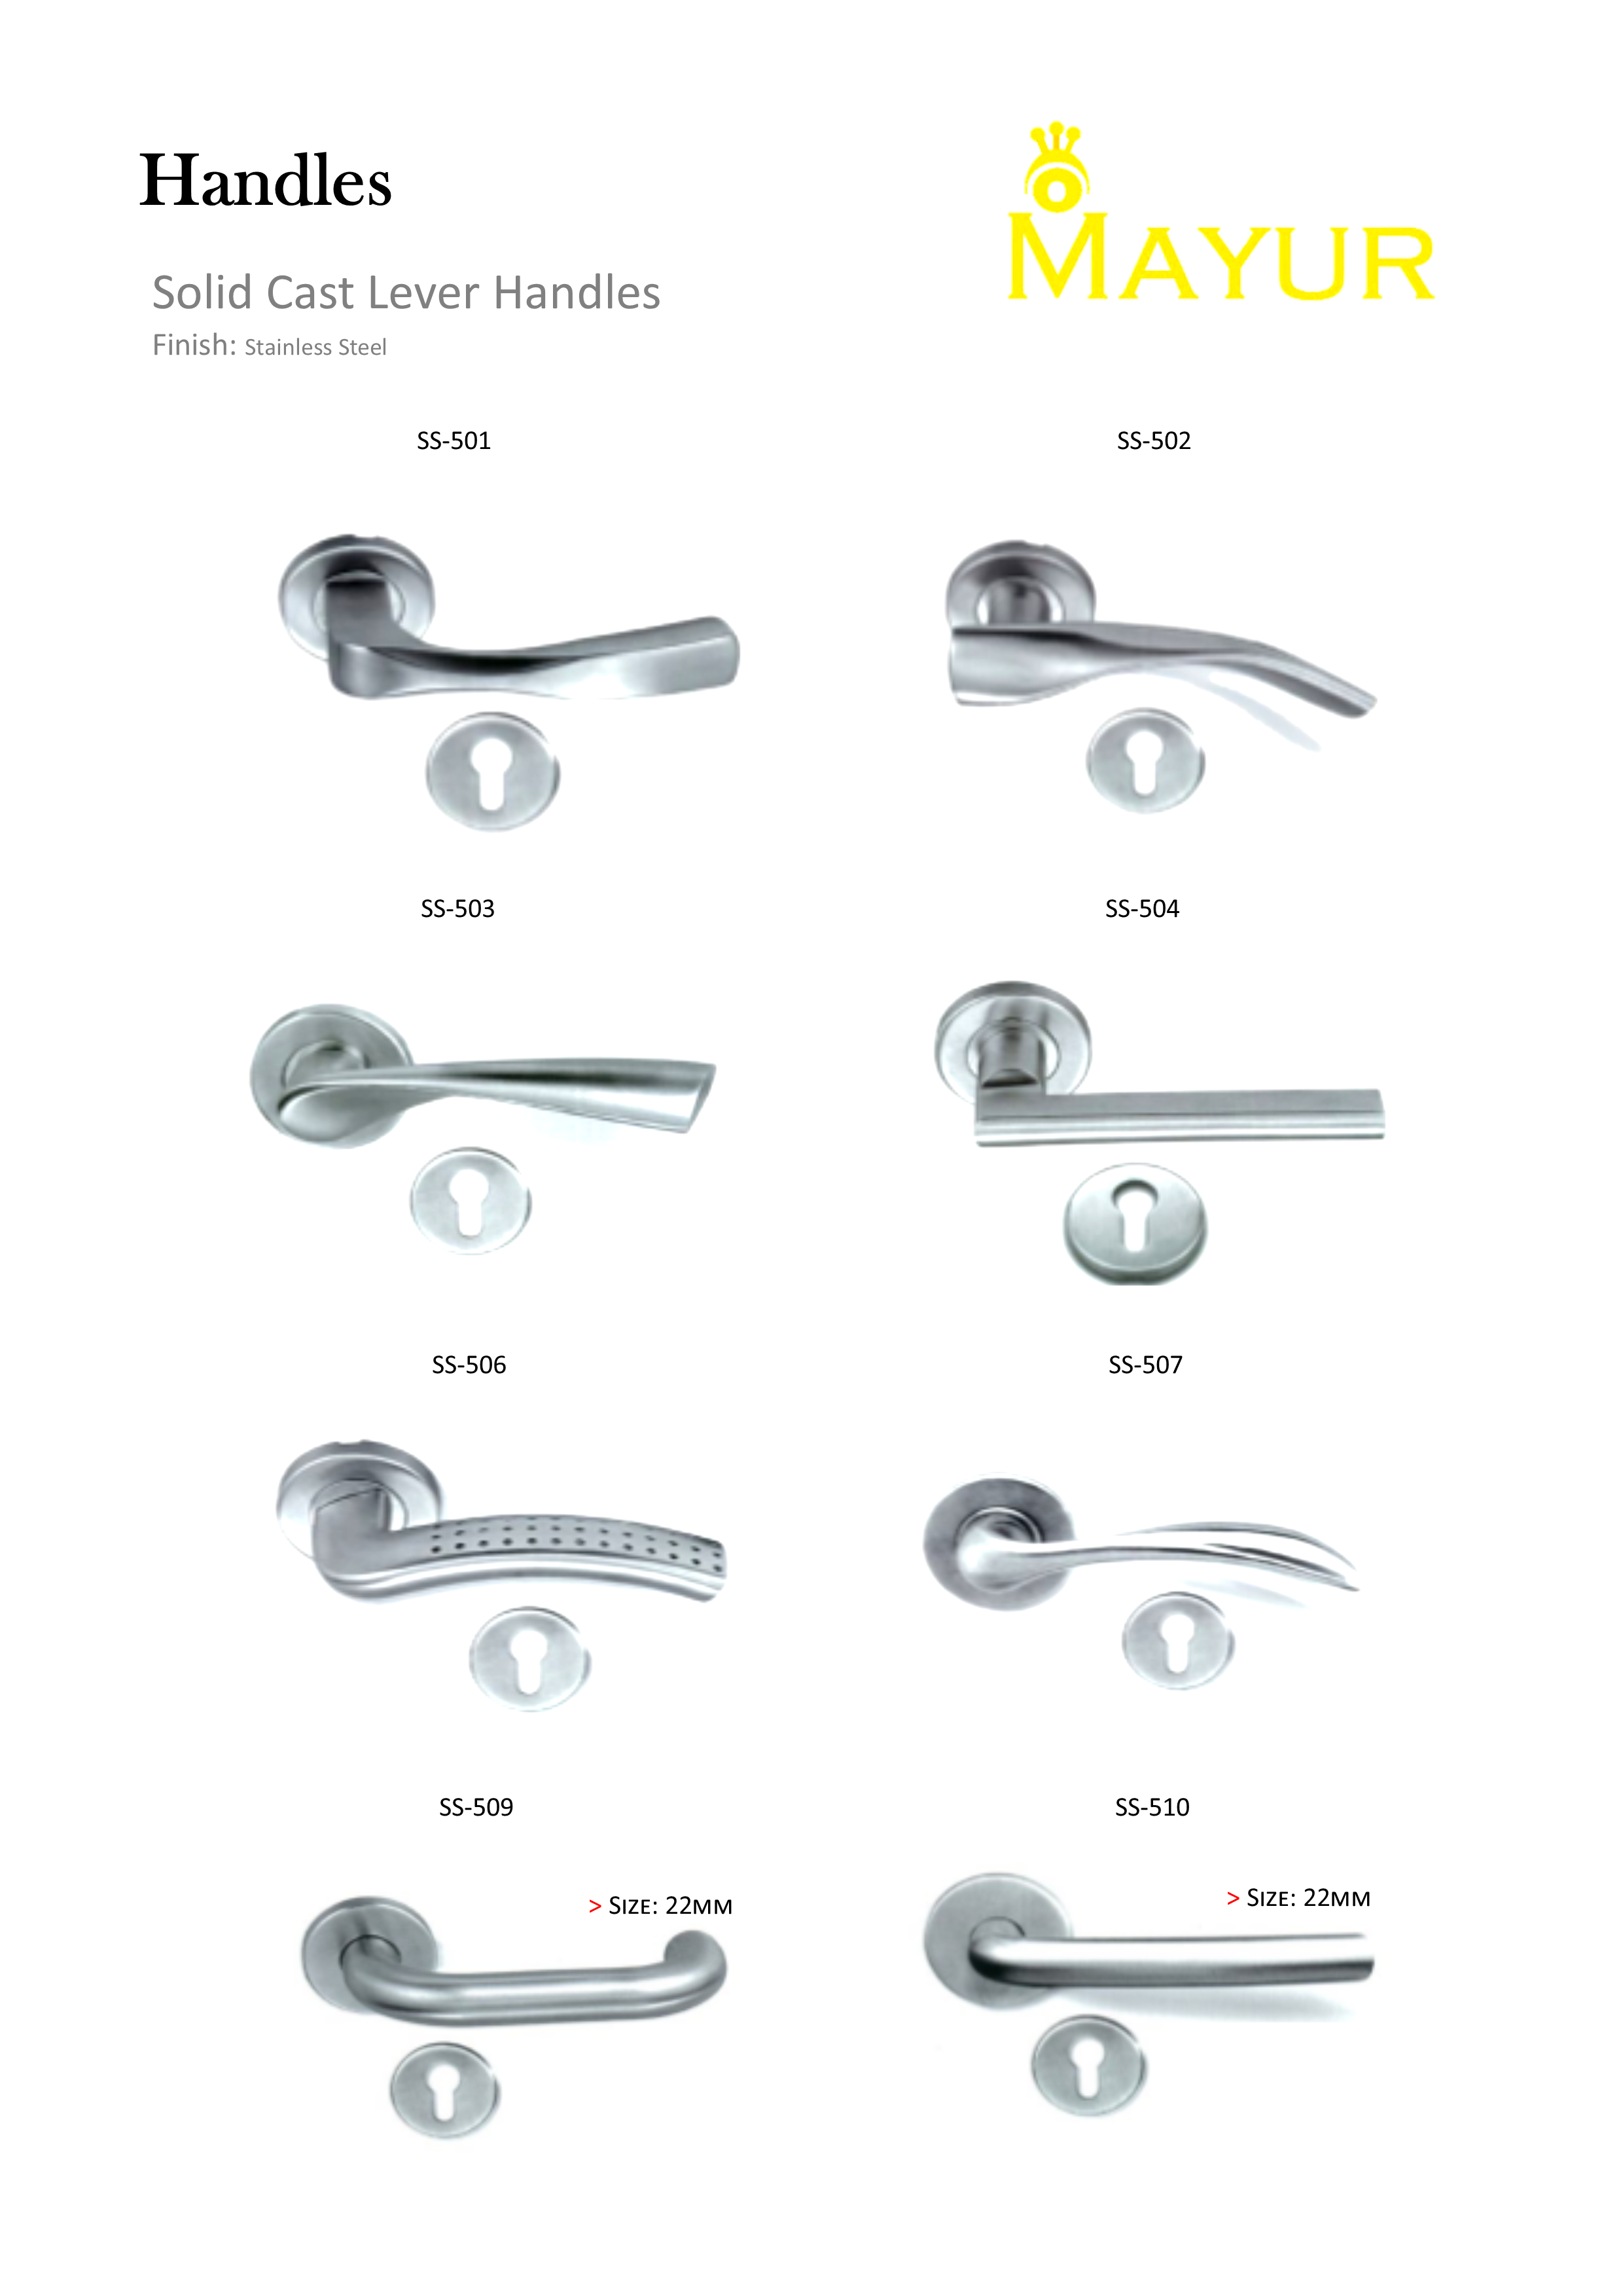 Handles
MAYUR
Solid Cast Lever Handles
Finish: Stainless Steel
SS-501
SS-502
SS-503
SS-504
SS-506
SS-507
SS-509
SS-510
> SIZE: 22MM
> SIZE: 22MM